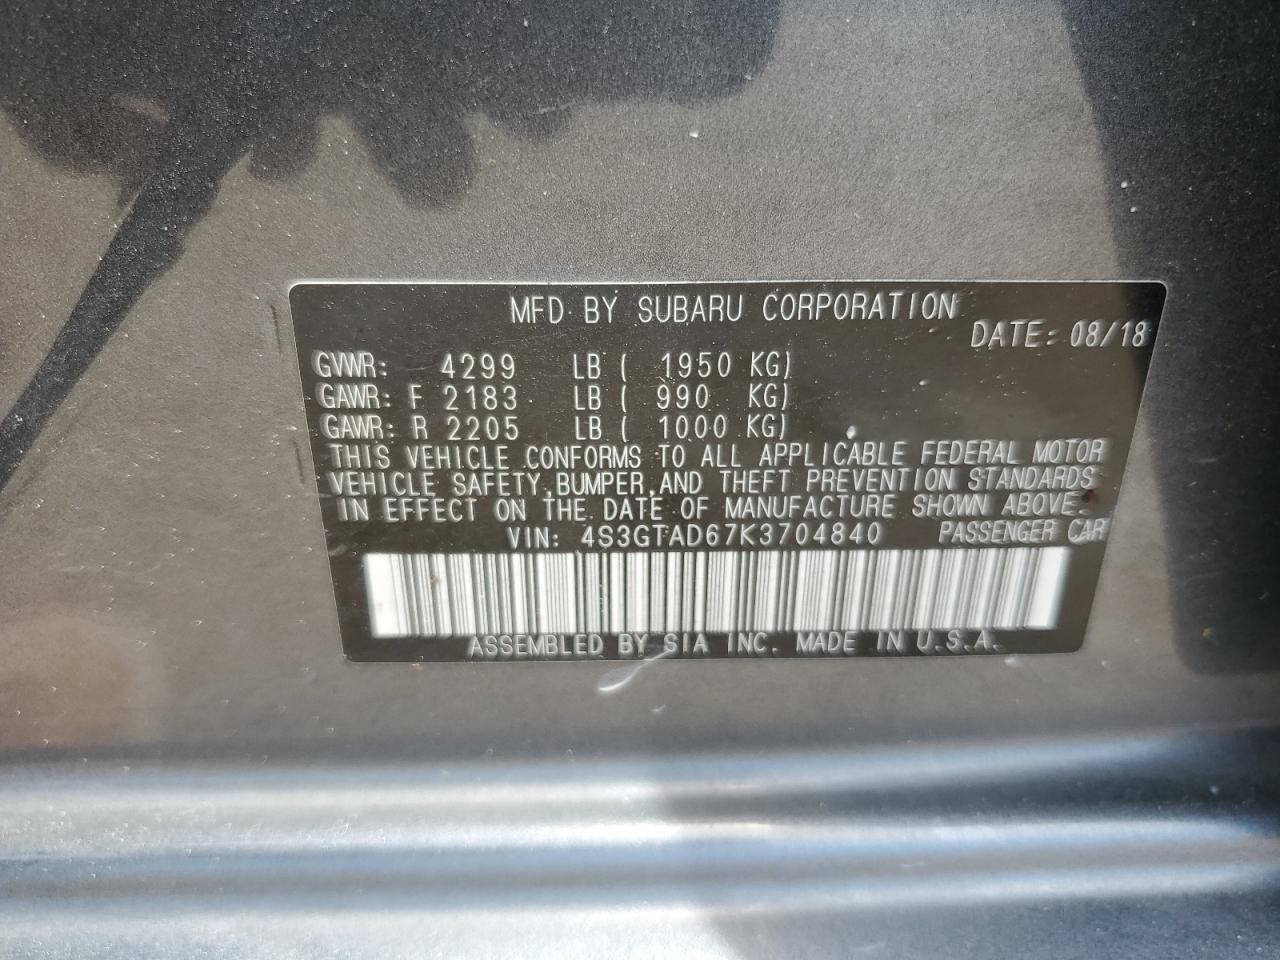 MFD BY SUBARU CORPORATION
DATE: 08/18
GVWR: 4299 LB ( 1950 KG)
GAWR: F 2183 LB ( 990 KG)
GAWR: R 2205 LB ( 1000 KG)
THIS VEHICLE CONFORMS TO ALL APPLICABLE FEDERAL MOTOR
VEHICLE SAFETY,BUMPER,AND THEFT PREVENTION STANDARDS
IN EFFECT ON THE DATE OF MANUFACTURE SHOWN ABOVE.
VIN: 4S3GTAD67K3704840 PASSENGER CAR
ASSEMBLED BY SIA INC. MADE IN U.S.A.